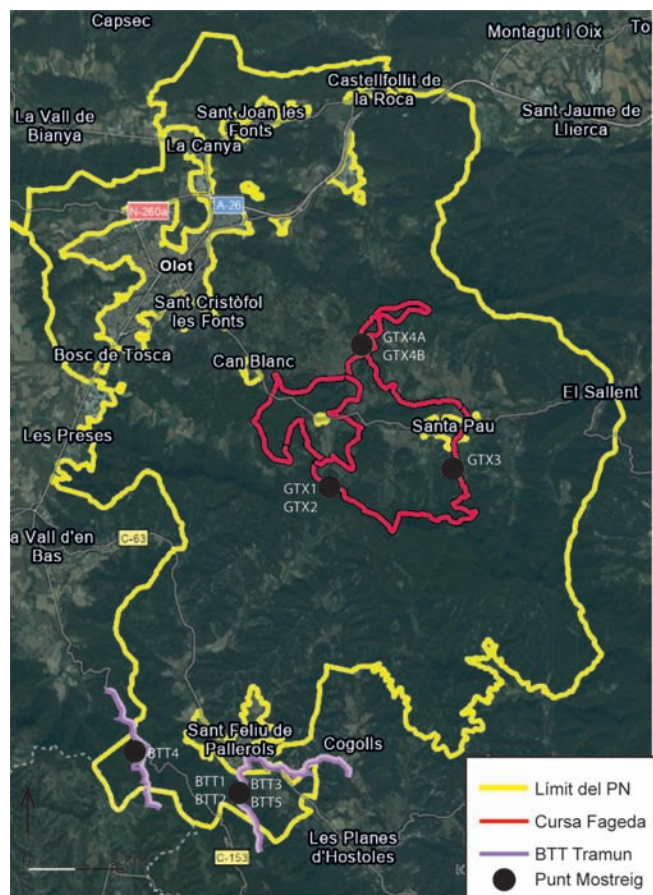 Capsec
Montagut i Oix
To
Castellfollit de
la Roca
La Vall de
Bianya
Sant Joan les
Fonts
Sant Jaume de
Llierca
La Canya
N-260a
A-26
Olot
Sant Cristòfol
les Fonts
Bosc de Tosca
Can Blanc
GTX4A
GTX4B
El Sallent
Les Preses
Santa Pau
GTX3
GTX1
GTX2
a Vall d'en
Bas
C-63
Sant Feliu de
Pallerols
Cogolls
BTT4
BTT1
BTT2
BTT3
BTT5
Les Planes
d'Hostoles
C-153
Límit del PN
Cursa Fageda
BTT Tramun
Punt Mostreig